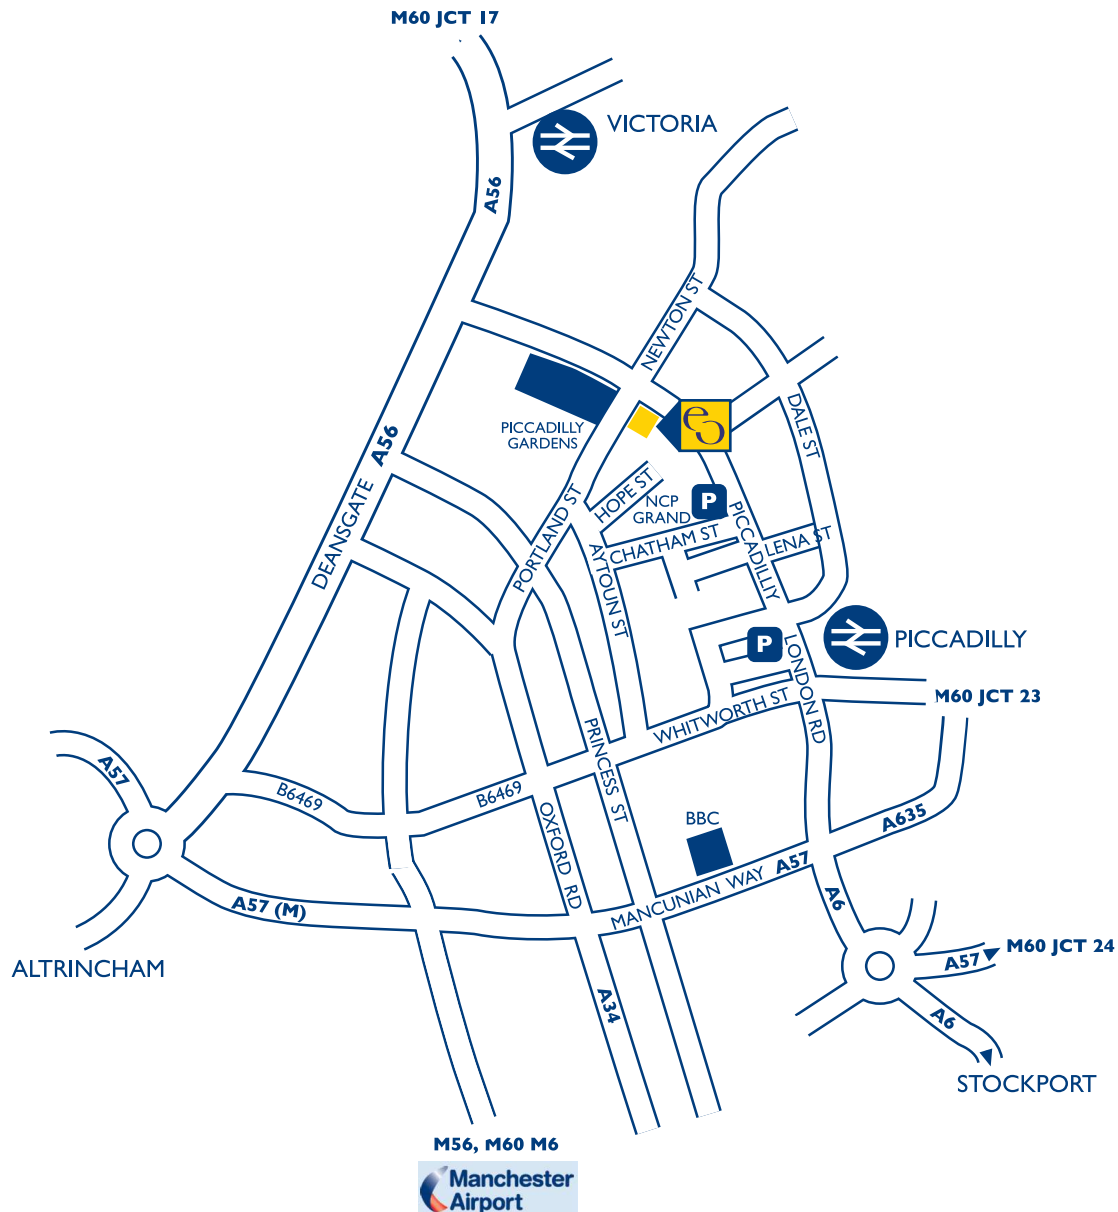 M60 JCT 17
VICTORIA
A56
NEWTON ST
A56
PICCADILLY
GARDENS
ec
DALE ST
DEANSGATE
PORTLAND ST
HOPE ST
NCP
GRAND
P
PICCADILLIY
CHATHAM ST
LENA ST
AYTOUN ST
P
PICCADILLY
LONDON RD
M60 JCT 23
WHITWORTH ST
PRINCESS ST
A57
B6469
B6469
OXFORD RD
BBC
A635
A57
MANCUNIAN WAY
A57 (M)
A6
ALTRINCHAM
M60 JCT 24
A57
A34
A6
STOCKPORT
M56, M60 M6
Manchester
Airport